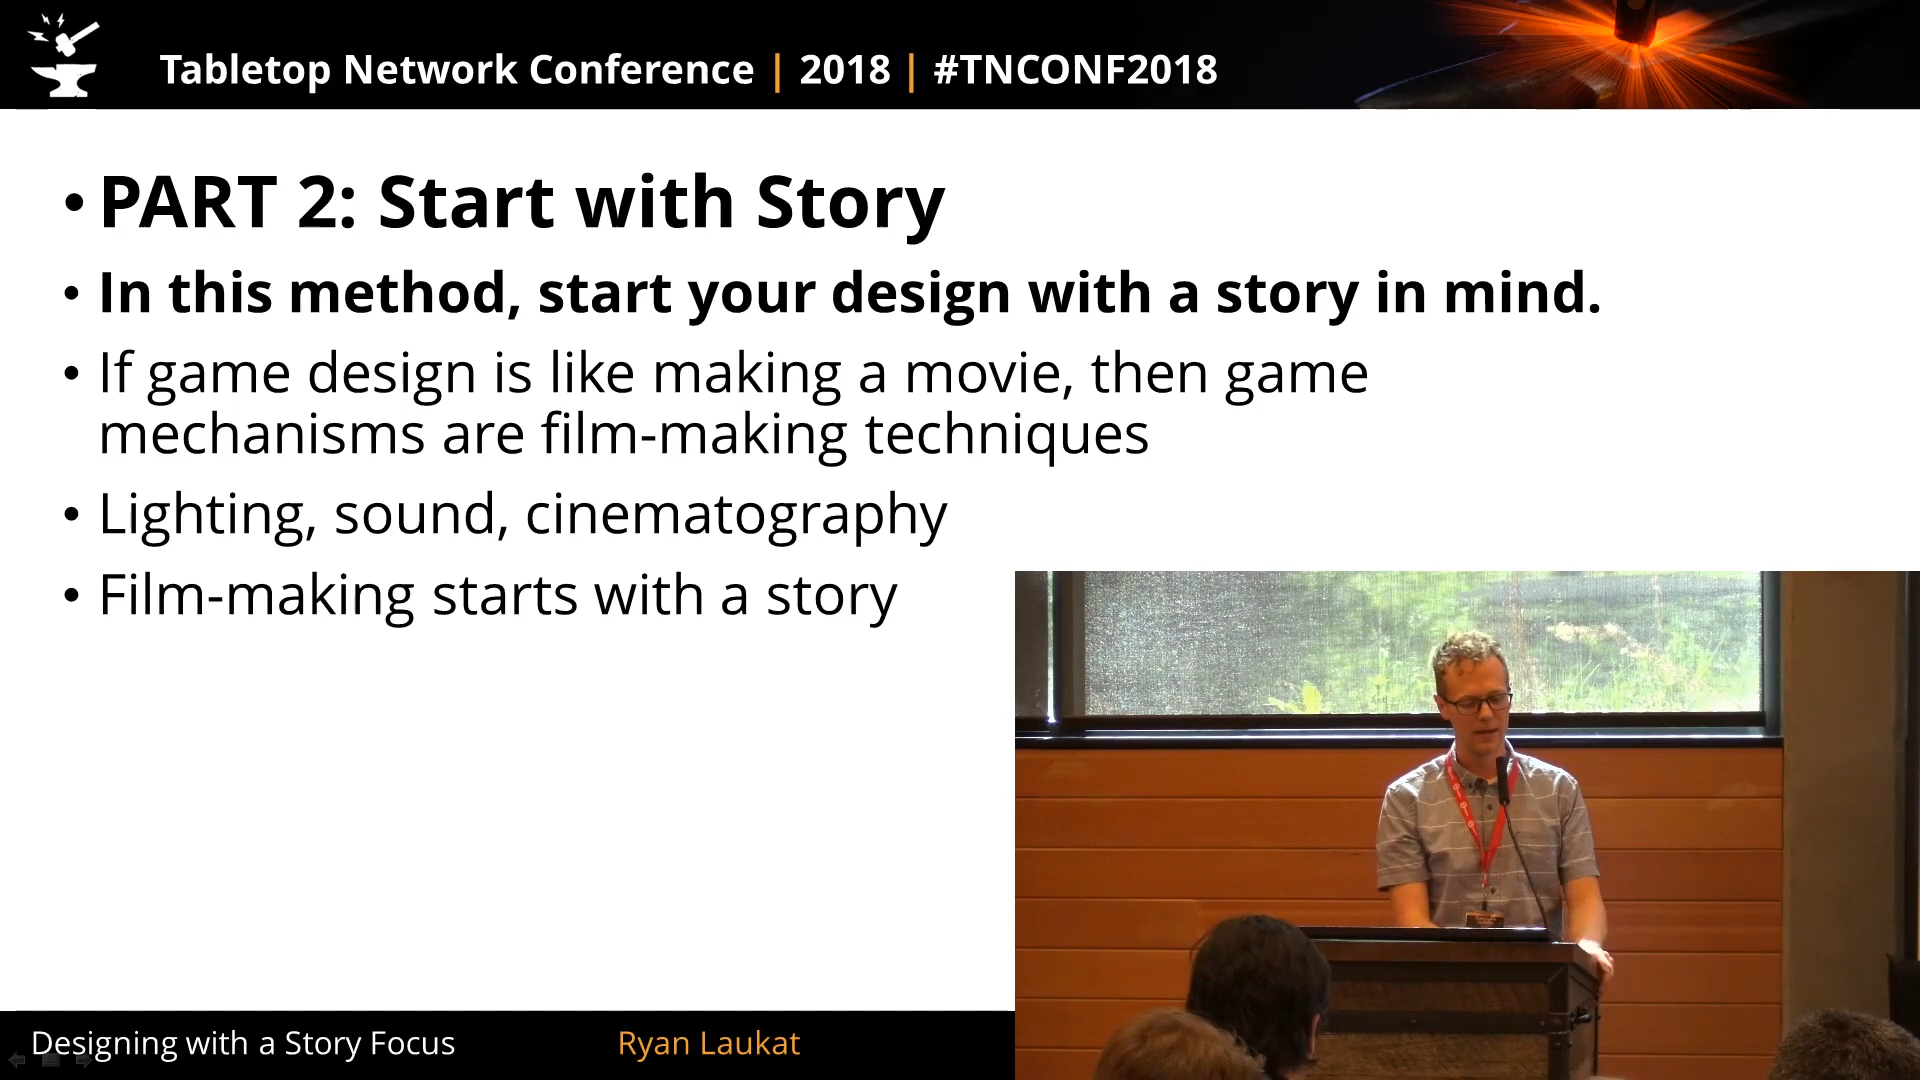 Tabletop Network Conference | 2018 | #TNCONF2018
• PART 2: Start with Story
• In this method, start your design with a story in mind.
• If game design is like making a movie, then game
mechanisms are film-making techniques
• Lighting, sound, cinematography
• Film-making starts with a story
Designing with a Story Focus
Ryan Laukat